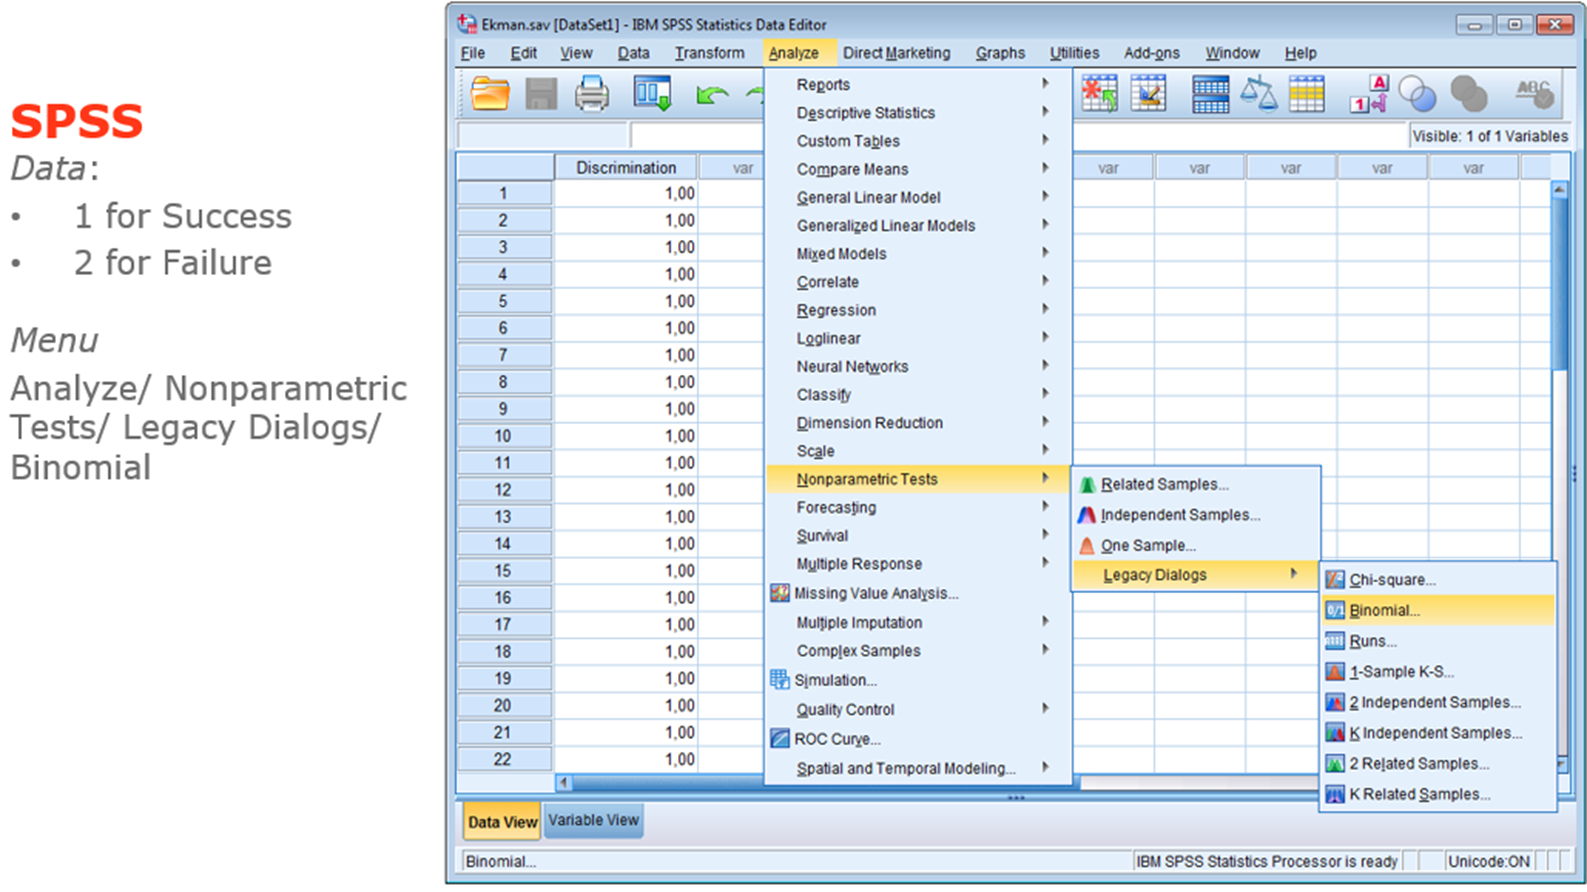 SPSS
Data:
• 1 for Success
• 2 for Failure
Menu
Analyze/ Nonparametric
Tests/ Legacy Dialogs/
Binomial
Ekman.sav [DataSet1] - IBM SPSS Statistics Data Editor
File Edit View Data Transform Analyze Direct Marketing Graphs Utilities Add-ons Window Help
A
1
ABC
Visible: 1 of 1 Variables
Discrimination var var var var var var
1 1,00
2 1,00
3 1,00
4 1,00
5 1,00
6 1,00
7 1,00
8 1,00
9 1,00
10 1,00
11 1,00
12 1,00
13 1,00
14 1,00
15 1,00
16 1,00
17 1,00
18 1,00
19 1,00
20 1,00
21 1,00
22 1,00
Reports
Descriptive Statistics
Custom Tables
Compare Means
General Linear Model
Generalized Linear Models
Mixed Models
Correlate
Regression
Loglinear
Neural Networks
Classify
Dimension Reduction
Scale
Nonparametric Tests
Forecasting
Survival
Multiple Response
Missing Value Analysis...
Multiple Imputation
Complex Samples
Simulation...
Quality Control
ROC Curve...
Spatial and Temporal Modeling...
Related Samples...
Independent Samples...
One Sample...
Legacy Dialogs
Chi-square...
0/1 Binomial...
Runs...
1-Sample K-S...
2 Independent Samples...
K Independent Samples...
2 Related Samples...
K Related Samples...
Data View Variable View
Binomial... IBM SPSS Statistics Processor is ready Unicode:ON